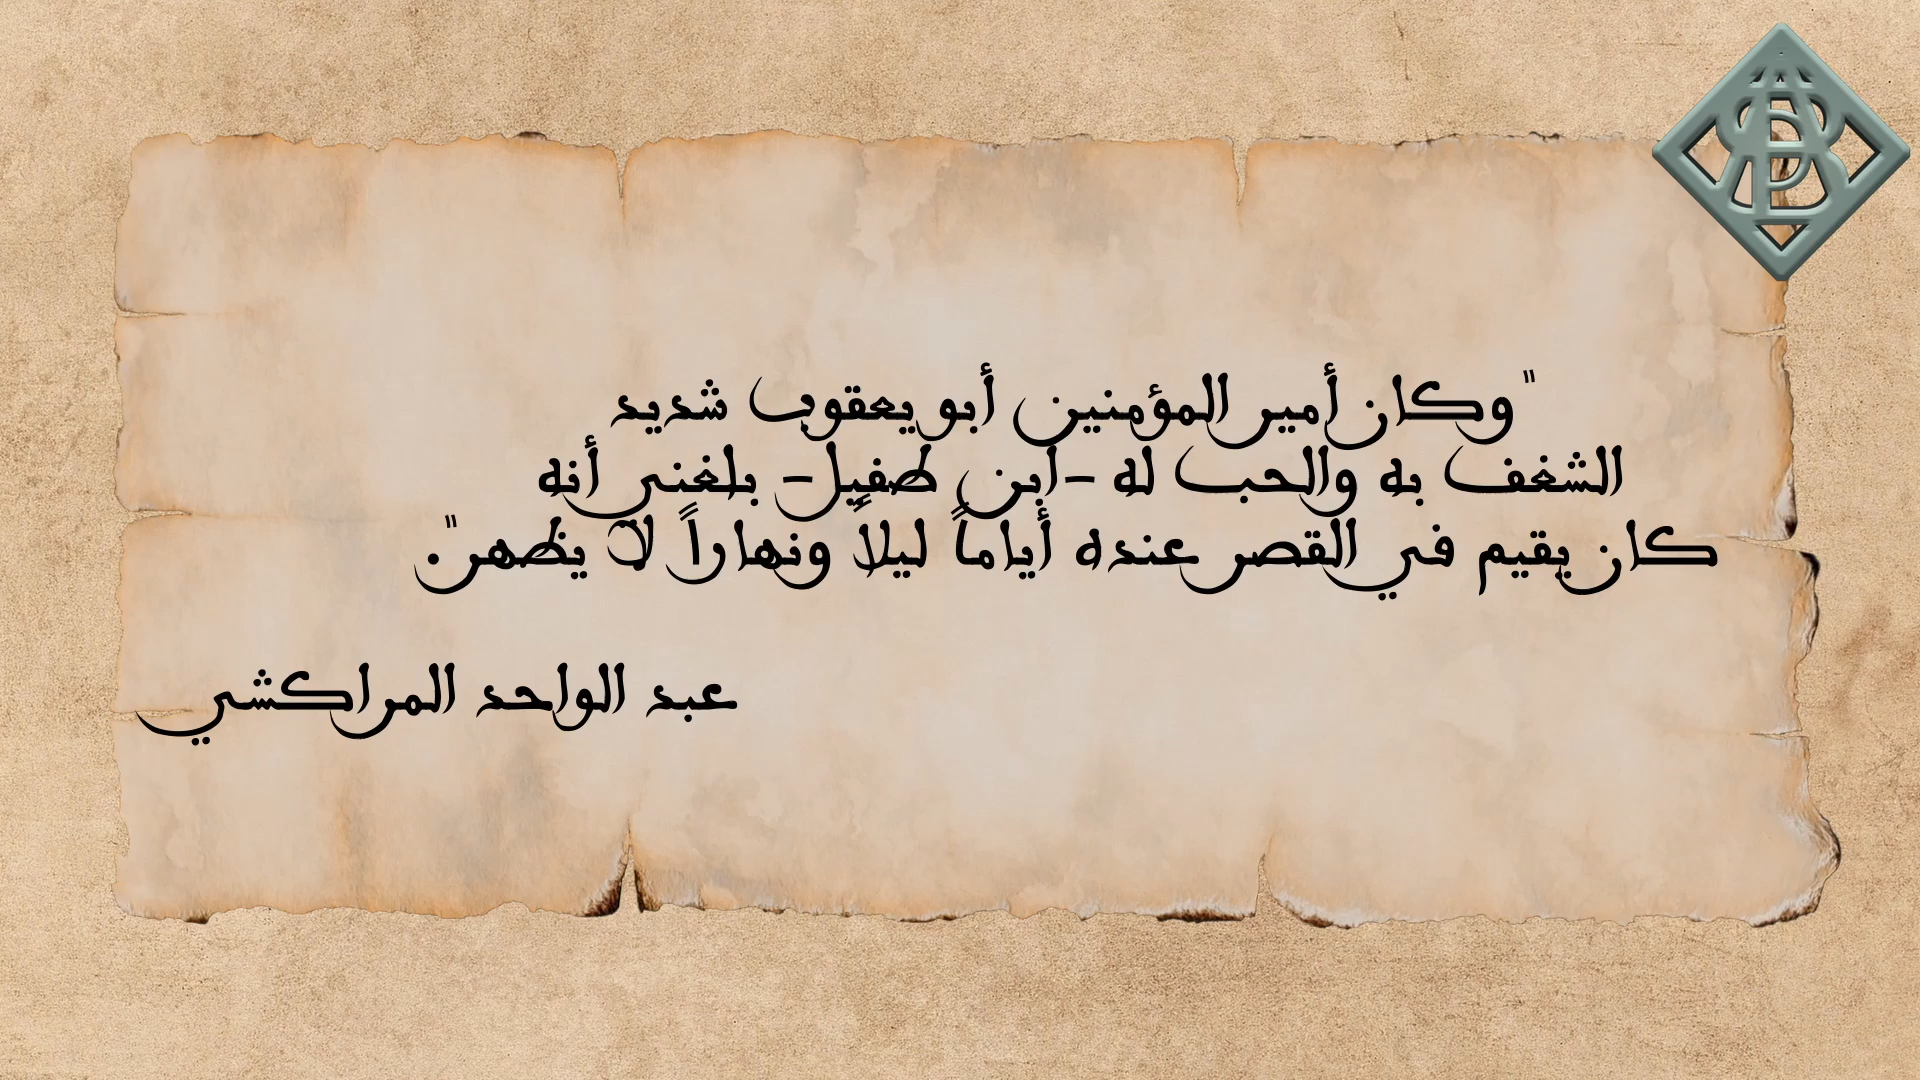 "وكان أمير المؤمنين أبو يعقوب شديد
الشغف به والحب له -ابن طفيل- بلغني أنه
كان يقيم في القصر عنده أياماً ليلاً ونهاراً لا يظهر".
عبد الواحد المراكشي